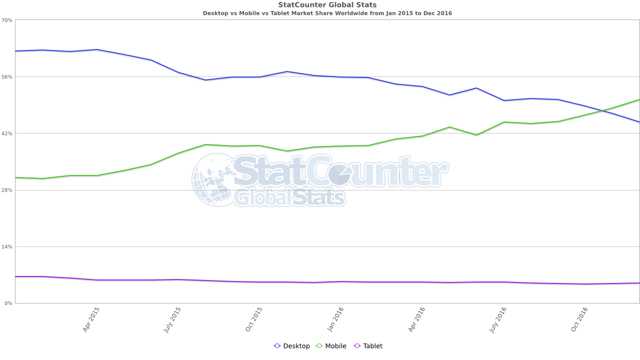 StatCounter Global Stats
Desktop vs Mobile vs Tablet Market Share Worldwide from Jan 2015 to Dec 2016
70%
56%
42%
28%
14%
0%
StatCounter
GlobalStats
Apr 2015
July 2015
Oct 2015
Jan 2016
Apr 2016
July 2016
Oct 2016
Desktop Mobile Tablet